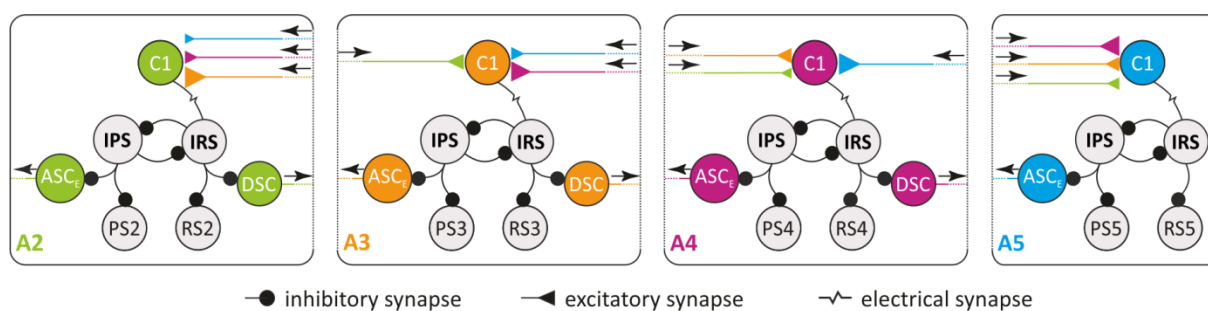 C1 C1 C1 C1
IPS IRS IPS IRS IPS IRS IPS IRS
ASCE DSC ASCE DSC ASCE DSC ASCE
PS2 RS2 PS3 RS3 PS4 RS4 PS5 RS5
A2 A3 A4 A5
inhibitory synapse excitatory synapse electrical synapse